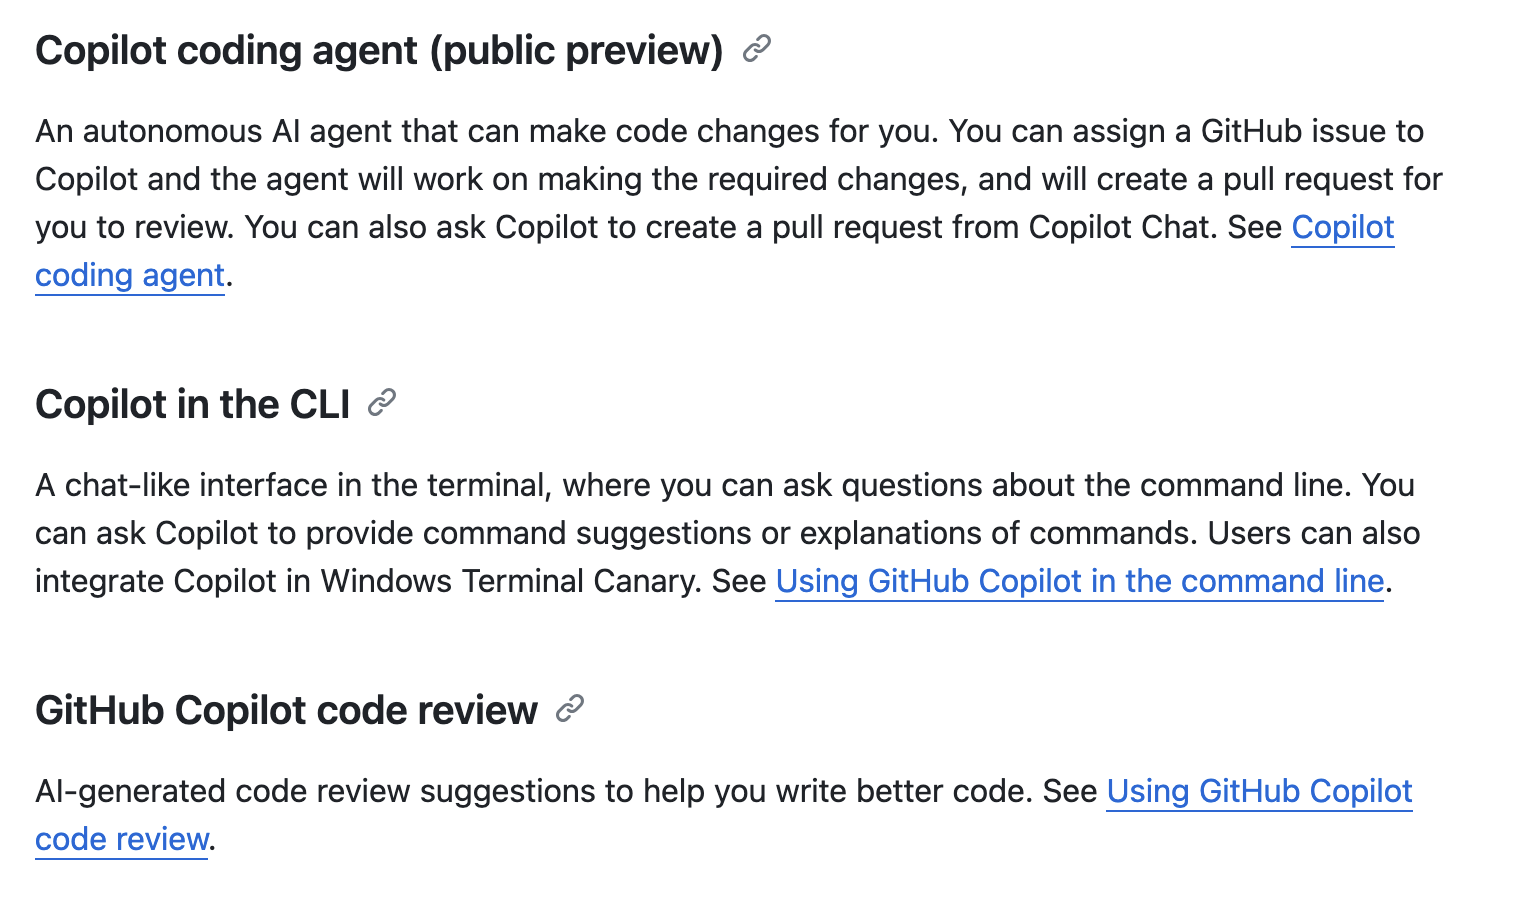 Copilot coding agent (public preview)
An autonomous AI agent that can make code changes for you. You can assign a GitHub issue to
Copilot and the agent will work on making the required changes, and will create a pull request for
you to review. You can also ask Copilot to create a pull request from Copilot Chat. See Copilot
coding agent.
Copilot in the CLI
A chat-like interface in the terminal, where you can ask questions about the command line. You
can ask Copilot to provide command suggestions or explanations of commands. Users can also
integrate Copilot in Windows Terminal Canary. See Using GitHub Copilot in the command line.
GitHub Copilot code review
AI-generated code review suggestions to help you write better code. See Using GitHub Copilot
code review.